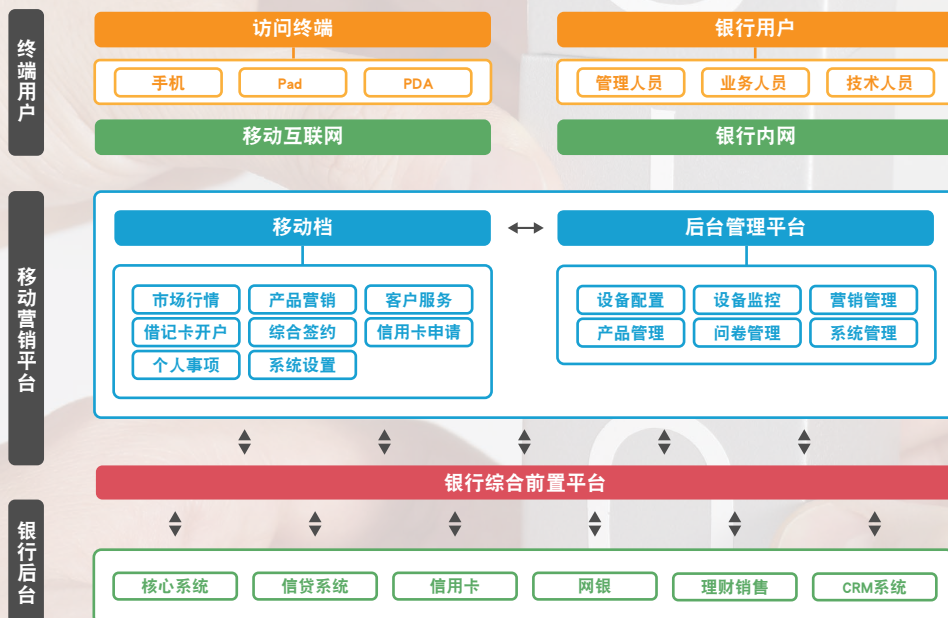 终端用户
访问终端
银行用户
手机
Pad
PDA
管理人员
业务人员
技术人员
移动互联网
银行内网
移动营销平台
移动档
后台管理平台
市场行情
产品营销
客户服务
设备配置
设备监控
营销管理
借记卡开户
综合签约
信用卡申请
产品管理
问卷管理
系统管理
个人事项
系统设置
银行综合前置平台
银行后台
核心系统
信贷系统
信用卡
网银
理财销售
CRM系统